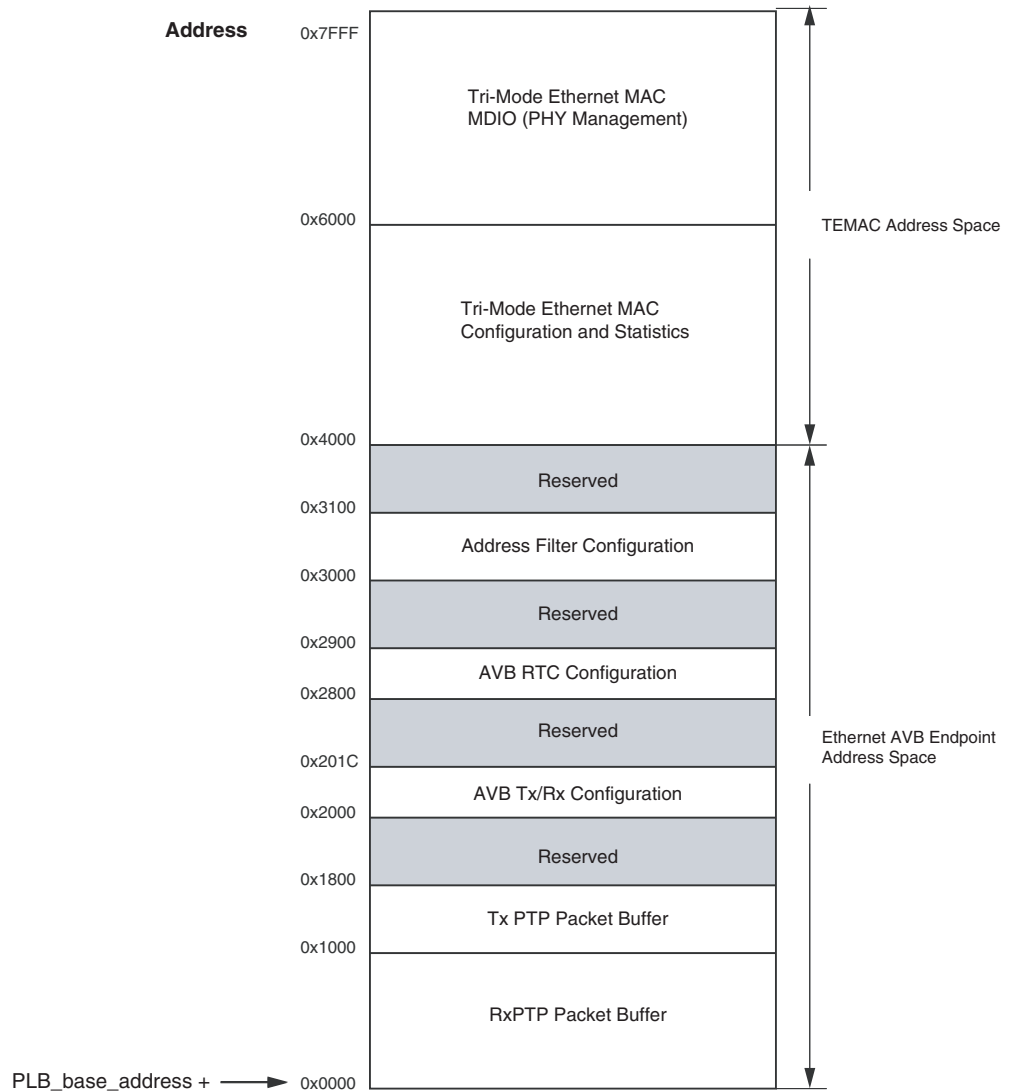 Address 0x7FFF
Tri-Mode Ethernet MAC
MDIO (PHY Management)
0x6000
TEMAC Address Space
Tri-Mode Ethernet MAC
Configuration and Statistics
0x4000
Reserved
0x3100
Address Filter Configuration
0x3000
Reserved
0x2900
AVB RTC Configuration
0x2800
Reserved
Ethernet AVB Endpoint
Address Space
0x201C
AVB Tx/Rx Configuration
0x2000
Reserved
0x1800
Tx PTP Packet Buffer
0x1000
RxPTP Packet Buffer
PLB_base_address + 0x0000